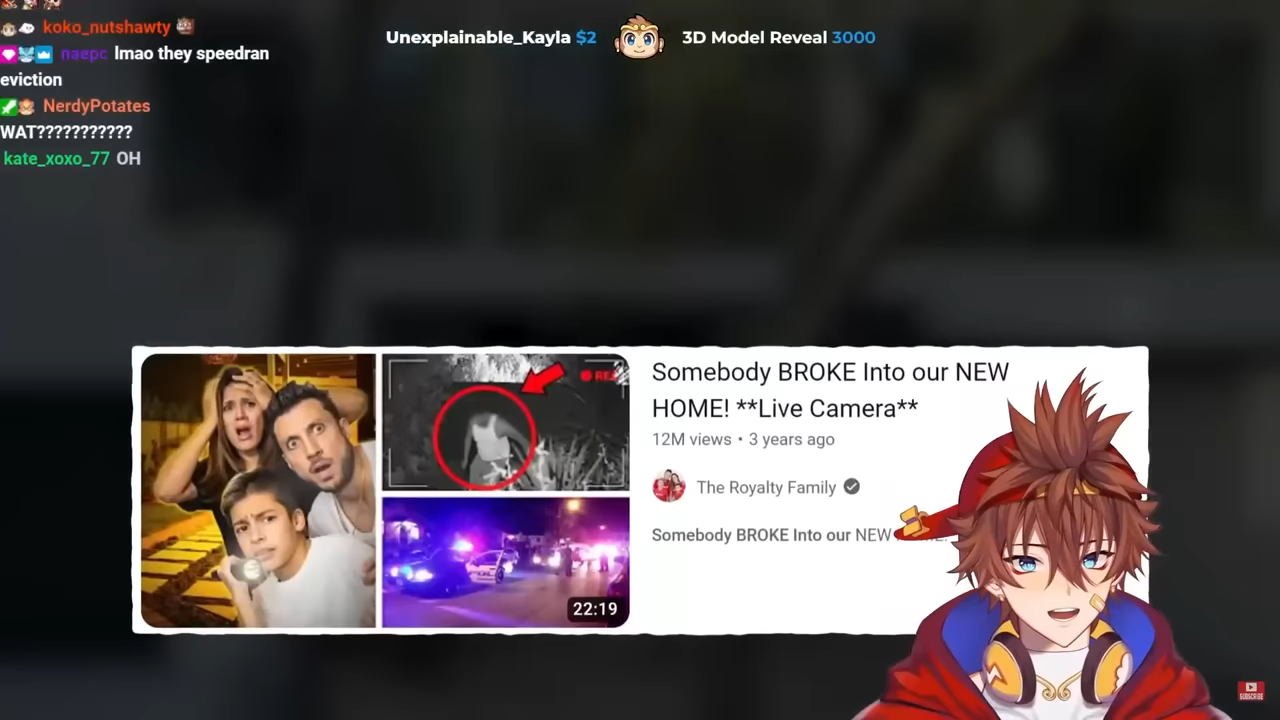 koko_nutshawty
Unexplainable_Kayla $2
3D Model Reveal 3000
naepc lmao they speedran
eviction
NerdyPotates
WAT???????????
kate_xoxo_77 OH
Somebody BROKE Into our NEW
HOME! **Live Camera**
12M views • 3 years ago
The Royalty Family
Somebody BROKE Into our NEW
22:19
SUBSCRIBE